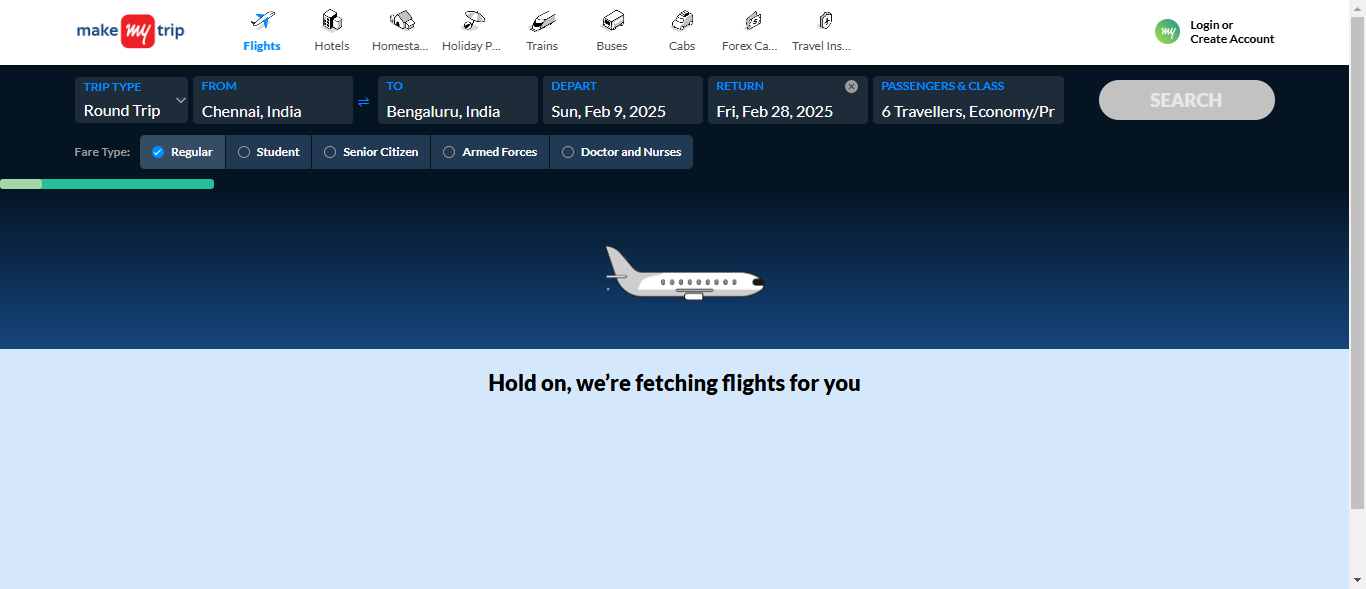 make my trip
Flights
Hotels
Homesta...
Holiday P...
Trains
Buses
Cabs
Forex Ca...
Travel Ins...
my
Login or
Create Account
TRIP TYPE
Round Trip
FROM
Chennai, India
TO
Bengaluru, India
DEPART
Sun, Feb 9, 2025
RETURN
Fri, Feb 28, 2025
PASSENGERS & CLASS
6 Travellers, Economy/Pr
SEARCH
Fare Type:
Regular
Student
Senior Citizen
Armed Forces
Doctor and Nurses
Hold on, we’re fetching flights for you